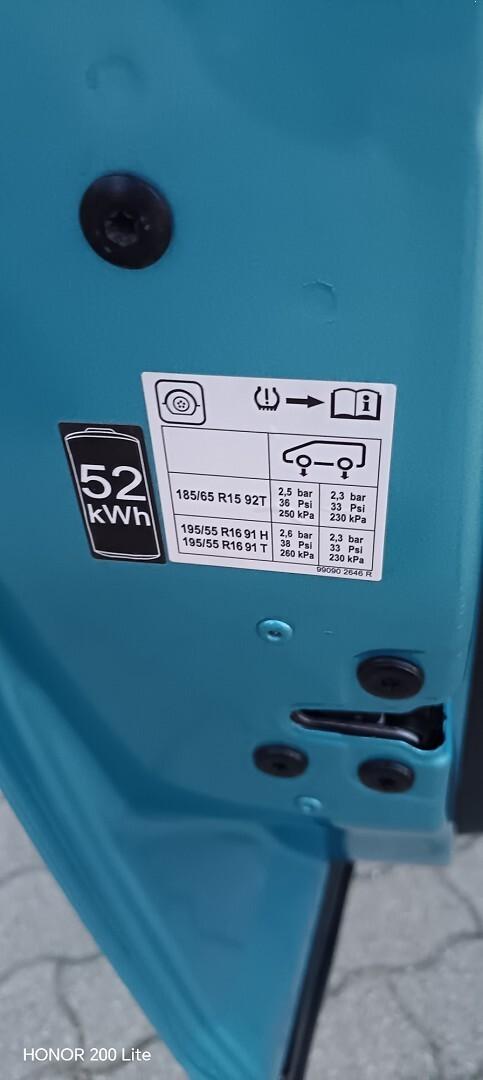 52
kWh
185/65 R15 92T
2,5 bar
36 Psi
250 kPa
2,3 bar
33 Psi
230 kPa
195/55 R16 91 H
195/55 R16 91 T
2,6 bar
38 Psi
260 kPa
2,3 bar
33 Psi
230 kPa
99090 2646 R
HONOR 200 Lite